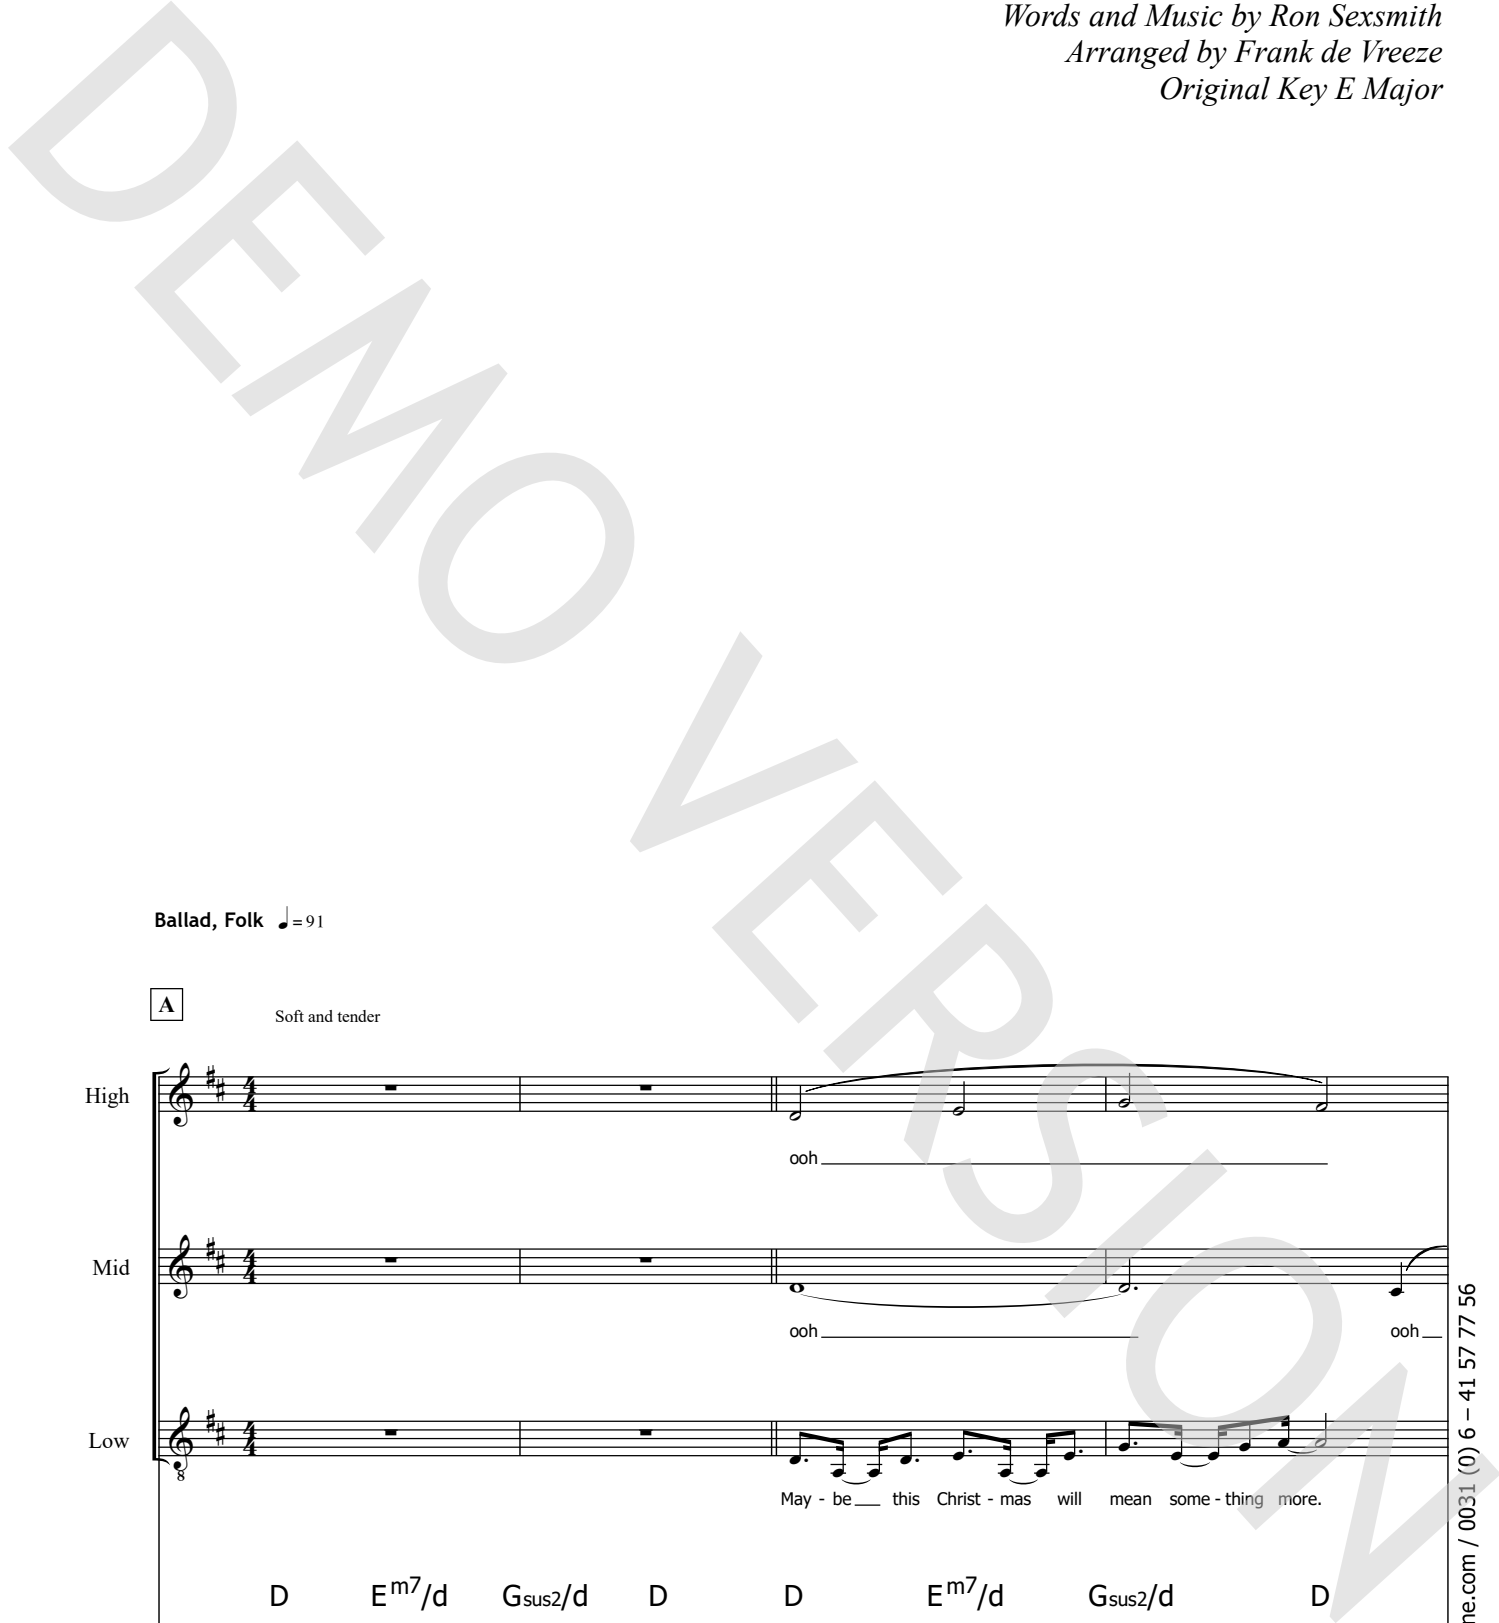 Words and Music by Ron Sexsmith
Arranged by Frank de Vreeze
Original Key E Major
DEMO VERSION
Ballad, Folk ♩= 91
A
Soft and tender
High
ooh
Mid
ooh ooh
Low
8
May - be this Christ - mas will mean some - thing more.
D Em7/d Gsus2/d D D Em7/d Gsus2/d D
ne.com / 0031 (0) 6 – 41 57 77 56